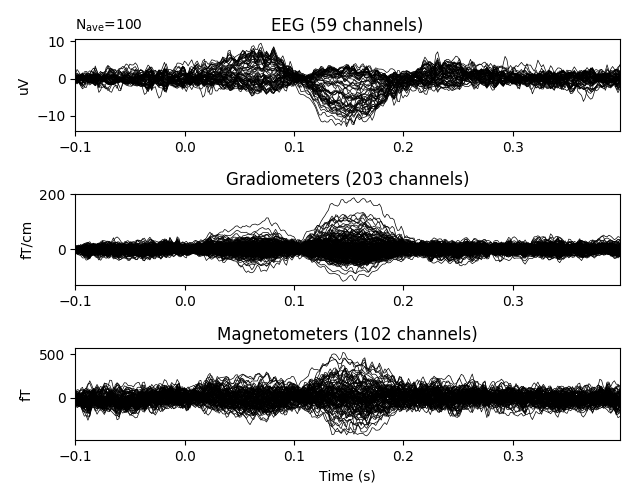 N_ave=100
EEG (59 channels)
10
0
−10
uV
−0.1 0.0 0.1 0.2 0.3
Gradiometers (203 channels)
200
0
fT/cm
−0.1 0.0 0.1 0.2 0.3
Magnetometers (102 channels)
500
0
fT
−0.1 0.0 0.1 0.2 0.3
Time (s)